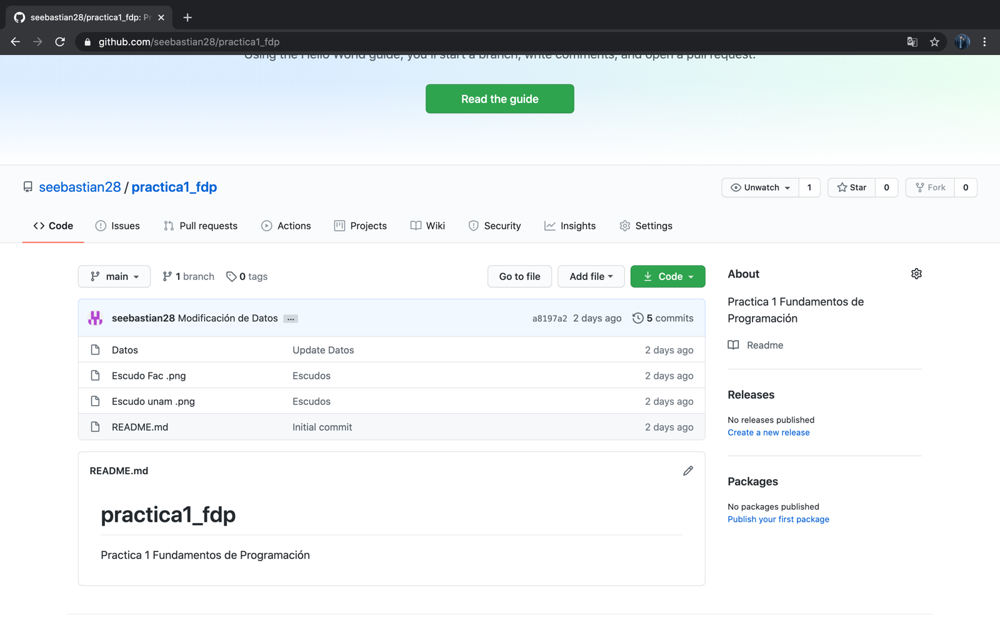 seebastian28/practica1_fdp: Pr
github.com/seebastian28/practica1_fdp
Using the Hello World guide, you'll start a branch, write comments, and open a pull request.
Read the guide
seebastian28 / practica1_fdp
Unwatch 1 Star 0 Fork 0
Code Issues Pull requests Actions Projects Wiki Security Insights Settings
main 1 branch 0 tags Go to file Add file Code
seebastian28 Modificación de Datos ... a8197a2 2 days ago 5 commits
Datos Update Datos 2 days ago
Escudo Fac .png Escudos 2 days ago
Escudo unam .png Escudos 2 days ago
README.md Initial commit 2 days ago
README.md
practica1_fdp
Practica 1 Fundamentos de Programación
About
Practica 1 Fundamentos de
Programación
Readme
Releases
No releases published
Create a new release
Packages
No packages published
Publish your first package